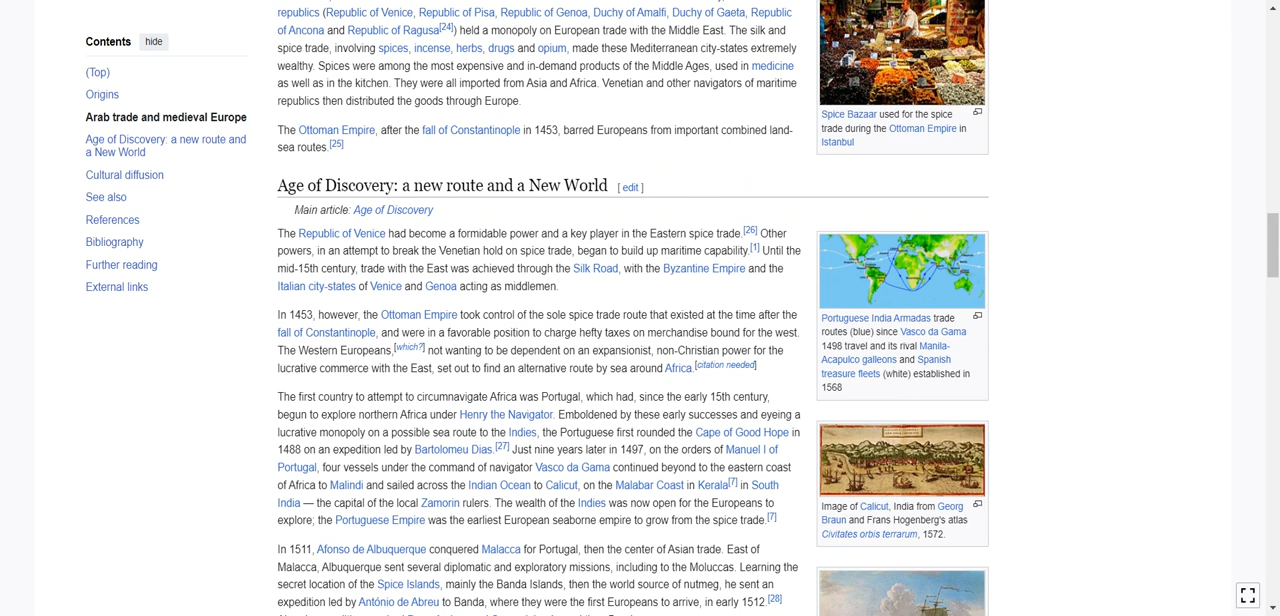 republics (Republic of Venice, Republic of Pisa, Republic of Genoa, Duchy of Amalfi, Duchy of Gaeta, Republic
of Ancona and Republic of Ragusa[24]) held a monopoly on European trade with the Middle East. The silk and
spice trade, involving spices, incense, herbs, drugs and opium, made these Mediterranean city-states extremely
wealthy. Spices were among the most expensive and in-demand products of the Middle Ages, used in medicine
as well as in the kitchen. They were all imported from Asia and Africa. Venetian and other navigators of maritime
republics then distributed the goods through Europe.
The Ottoman Empire, after the fall of Constantinople in 1453, barred Europeans from important combined land-
sea routes.[25]
Contents hide
(Top)
Origins
Arab trade and medieval Europe
Age of Discovery: a new route and
a New World
Cultural diffusion
See also
References
Bibliography
Further reading
External links
Spice Bazaar used for the spice
trade during the Ottoman Empire in
Istanbul
Age of Discovery: a new route and a New World [ edit ]
Main article: Age of Discovery
The Republic of Venice had become a formidable power and a key player in the Eastern spice trade.[26] Other
powers, in an attempt to break the Venetian hold on spice trade, began to build up maritime capability.[1] Until the
mid-15th century, trade with the East was achieved through the Silk Road, with the Byzantine Empire and the
Italian city-states of Venice and Genoa acting as middlemen.
In 1453, however, the Ottoman Empire took control of the sole spice trade route that existed at the time after the
fall of Constantinople, and were in a favorable position to charge hefty taxes on merchandise bound for the west.
The Western Europeans,[which?] not wanting to be dependent on an expansionist, non-Christian power for the
lucrative commerce with the East, set out to find an alternative route by sea around Africa.[citation needed]
The first country to attempt to circumnavigate Africa was Portugal, which had, since the early 15th century,
begun to explore northern Africa under Henry the Navigator. Emboldened by these early successes and eyeing a
lucrative monopoly on a possible sea route to the Indies, the Portuguese first rounded the Cape of Good Hope in
1488 on an expedition led by Bartolomeu Dias.[27] Just nine years later in 1497, on the orders of Manuel I of
Portugal, four vessels under the command of navigator Vasco da Gama continued beyond to the eastern coast
of Africa to Malindi and sailed across the Indian Ocean to Calicut, on the Malabar Coast in Kerala[7] in South
India — the capital of the local Zamorin rulers. The wealth of the Indies was now open for the Europeans to
explore; the Portuguese Empire was the earliest European seaborne empire to grow from the spice trade.[7]
In 1511, Afonso de Albuquerque conquered Malacca for Portugal, then the center of Asian trade. East of
Malacca, Albuquerque sent several diplomatic and exploratory missions, including to the Moluccas. Learning the
secret location of the Spice Islands, mainly the Banda Islands, then the world source of nutmeg, he sent an
expedition led by António de Abreu to Banda, where they were the first Europeans to arrive, in early 1512.[28]
Portuguese India Armadas trade
routes (blue) since Vasco da Gama
1498 travel and its rival Manila-
Acapulco galleons and Spanish
treasure fleets (white) established in
1568
Image of Calicut, India from Georg
Braun and Frans Hogenberg's atlas
Civitates orbis terrarum, 1572.